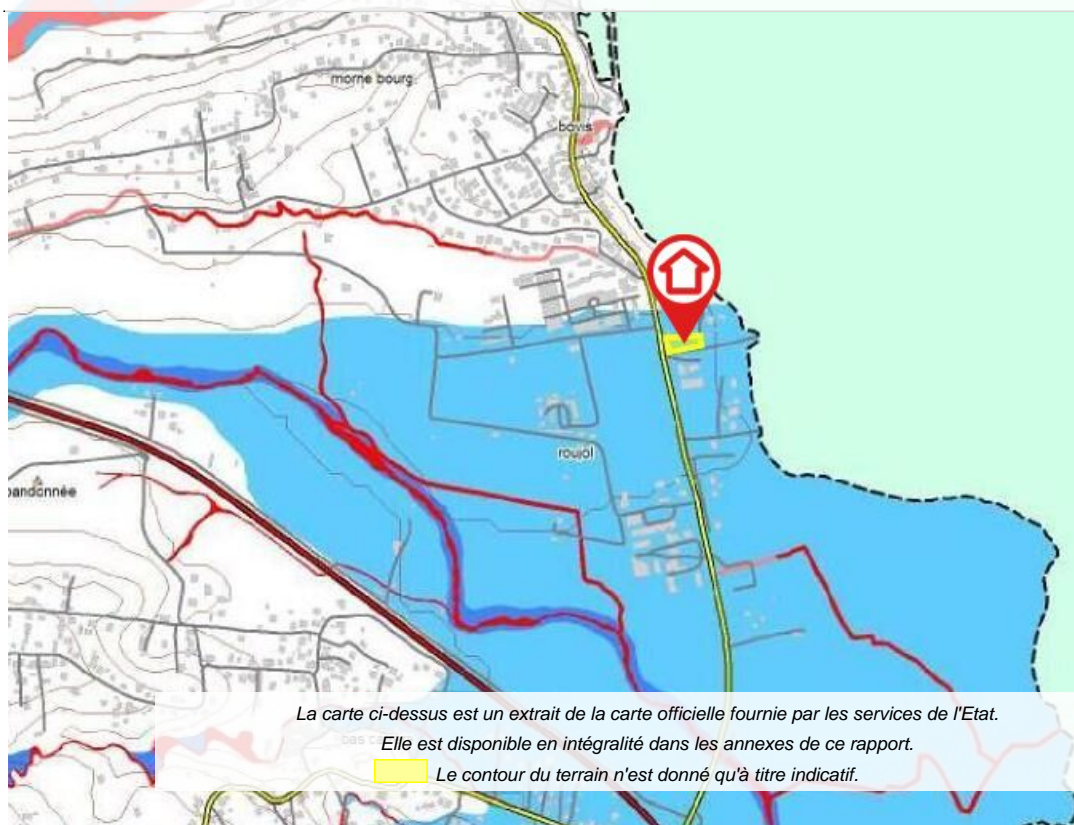 morne bourg
bovis
roujol
bandonnée
La carte ci-dessus est un extrait de la carte officielle fournie par les services de l'Etat.
Elle est disponible en intégralité dans les annexes de ce rapport.
Le contour du terrain n'est donné qu'à titre indicatif.